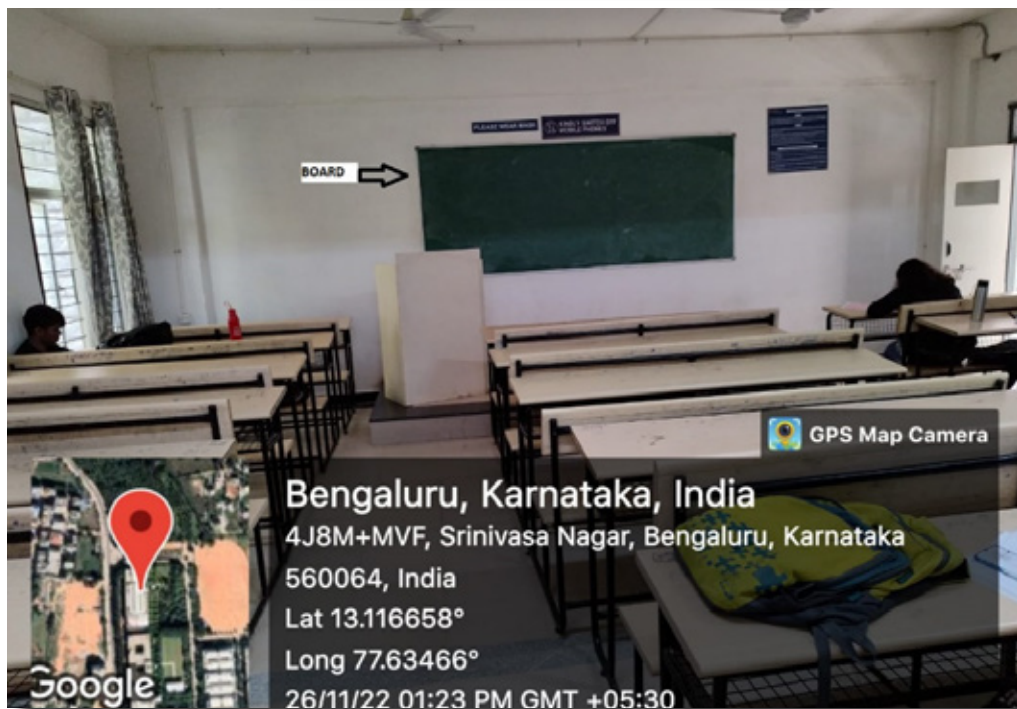 PLEASE WEAR MASK
KINDLY SWITCH OFF
MOBILE PHONES
BOARD
GPS Map Camera
Bengaluru, Karnataka, India
4J8M+MVF, Srinivasa Nagar, Bengaluru, Karnataka
560064, India
Lat 13.116658°
Long 77.63466°
26/11/22 01:23 PM GMT +05:30
Google